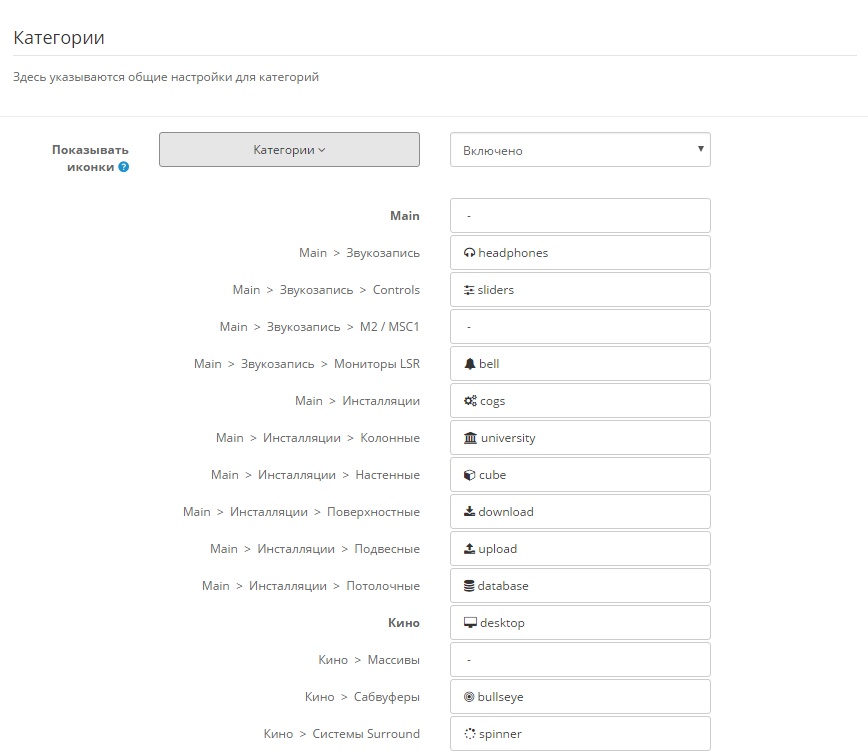 Категории
Здесь указываются общие настройки для категорий
Показывать иконки ?
Категории
Включено
Main -
Main > Звукозапись headphones
Main > Звукозапись > Controls sliders
Main > Звукозапись > M2 / MSC1 -
Main > Звукозапись > Мониторы LSR bell
Main > Инсталляции cogs
Main > Инсталляции > Колонные university
Main > Инсталляции > Настенные cube
Main > Инсталляции > Поверхностные download
Main > Инсталляции > Подвесные upload
Main > Инсталляции > Потолочные database
Кино desktop
Кино > Массивы -
Кино > Сабвуферы bullseye
Кино > Системы Surround spinner